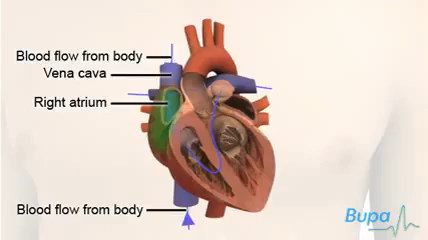 Blood flow from body
Vena cava
Right atrium
Blood flow from body
Bupa